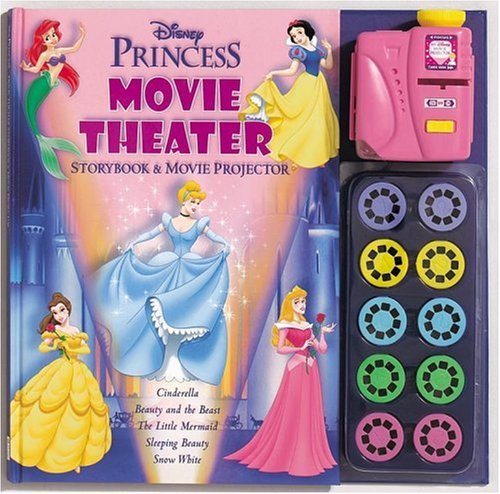 DISNEY
PRINCESS
MOVIE
THEATER
STORYBOOK & MOVIE PROJECTOR
Cinderella
Beauty and the Beast
The Little Mermaid
Sleeping Beauty
Snow White
FOCUS